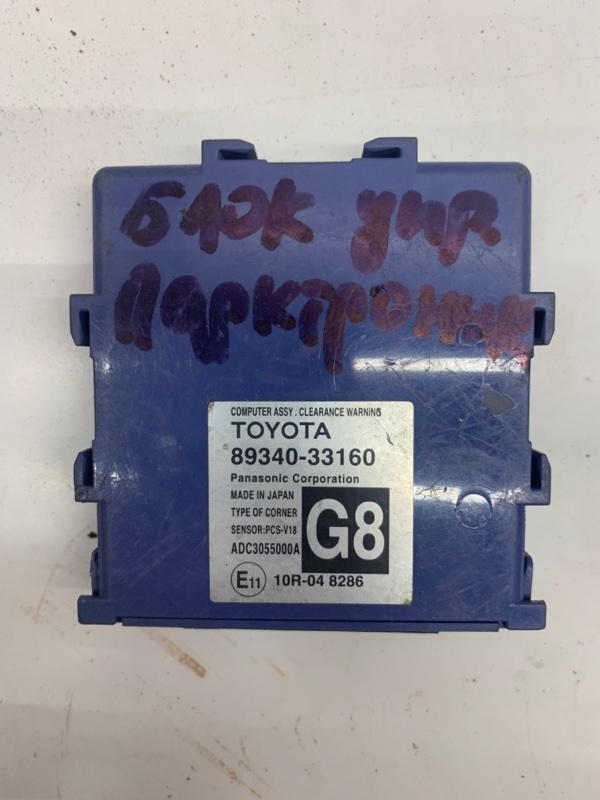 БЛОК УПР
Парктроник
COMPUTER ASSY . CLEARANCE WARNING
TOYOTA
89340-33160
Panasonic Corporation
MADE IN JAPAN
TYPE OF CORNER
SENSOR:PCS-V18
ADC3055000A
G8
E11 10R-04 8286